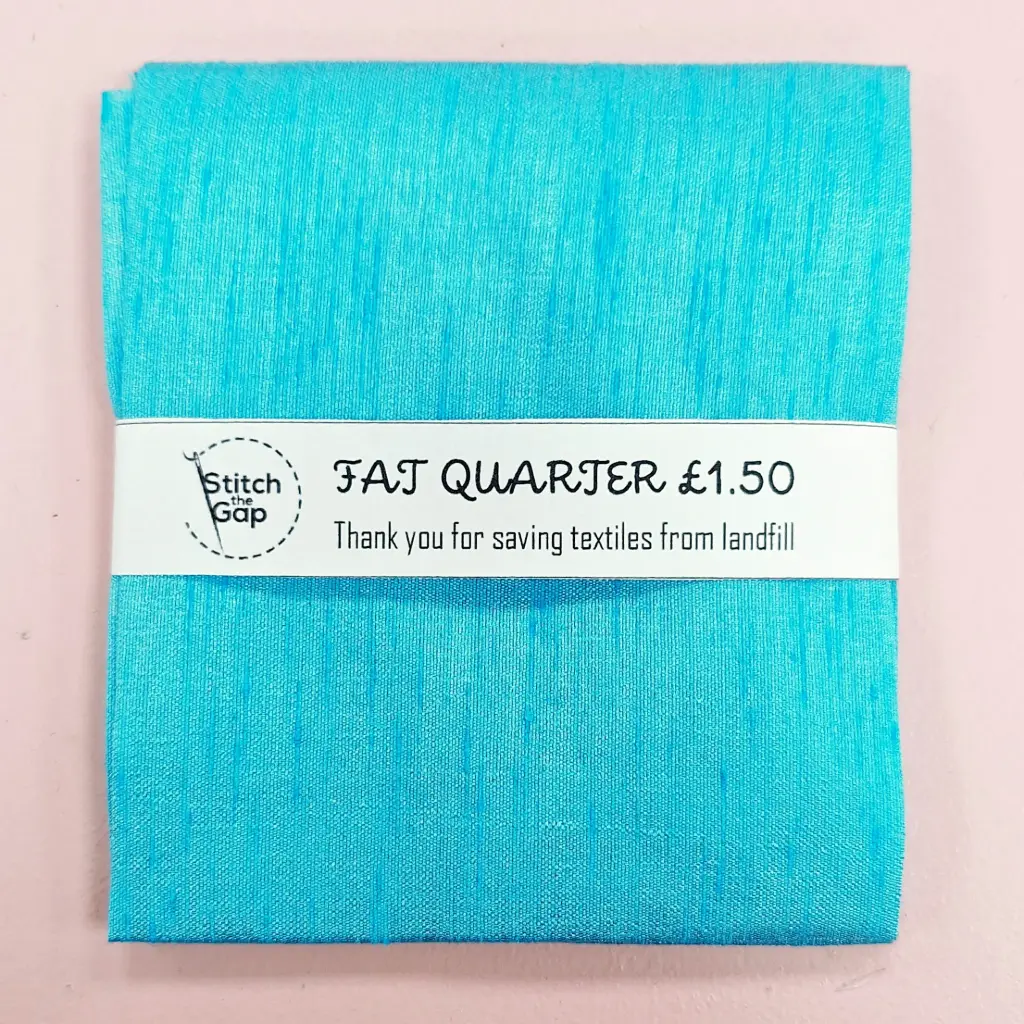 Stitch
the
Gap
FAT QUARTER £1.50
Thank you for saving textiles from landfill